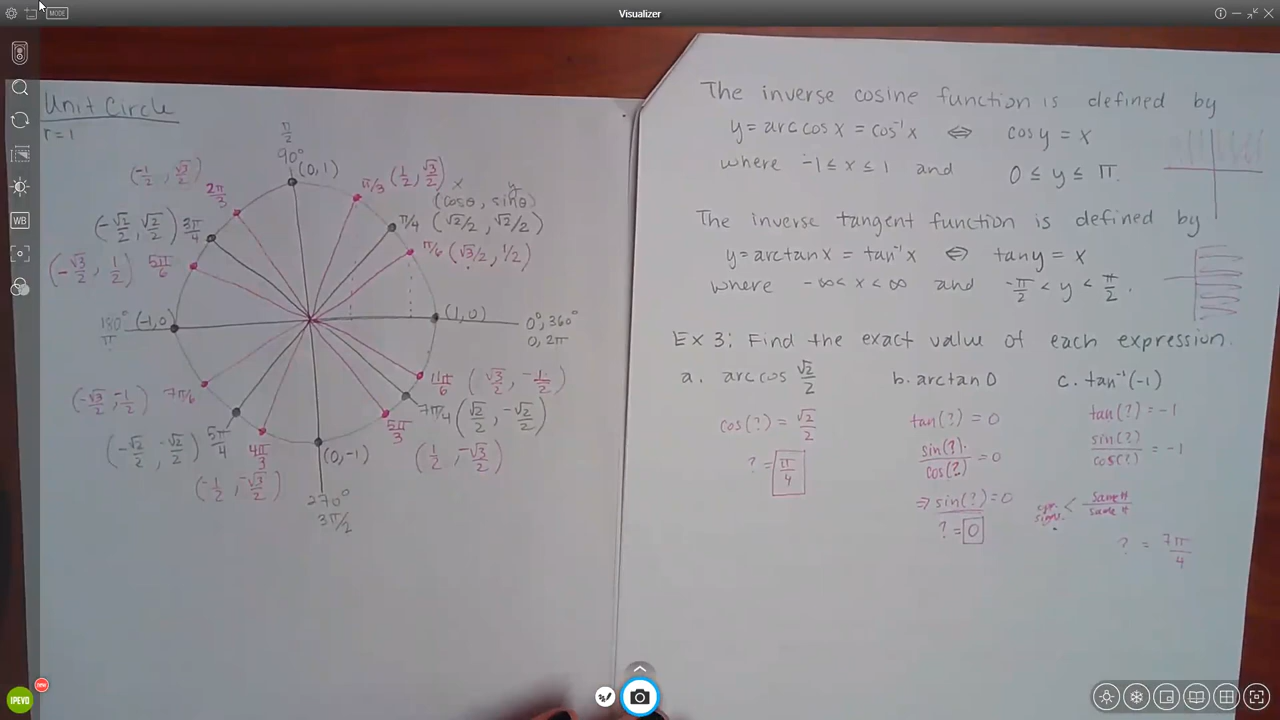 MODE
Visualizer
Unit Circle
r = 1
π/2
90°
(0,1)
π/3 (1/2, √3/2)
x y
(cosθ, sinθ)
π/4 (√2/2, √2/2)
π/6 (√3/2, 1/2)
(1,0)
0°, 360°
0, 2π
(-1/2, √3/2)
2π/3
(-√2/2, √2/2) 3π/4
(-√3/2, 1/2) 5π/6
180° (-1,0)
π
(-√3/2, -1/2) 7π/6
(-√2/2, -√2/2) 5π/4
4π/3
(-1/2, -√3/2)
(0,-1)
270°
3π/2
11π/6 (√3/2, -1/2)
7π/4 (√2/2, -√2/2)
5π/3
(1/2, -√3/2)
The inverse cosine function is defined by
y = arccos x = cos⁻¹x ⇔ cos y = x
where -1 ≤ x ≤ 1 and 0 ≤ y ≤ π.
The inverse tangent function is defined by
y = arctan x = tan⁻¹x ⇔ tan y = x
where -∞ < x < ∞ and -π/2 < y < π/2.
Ex 3: Find the exact value of each expression.
a. arccos √2/2
cos(?) = √2/2
? = π/4
b. arctan 0
tan(?) = 0
sin(?)/cos(?) = 0
⇒ sin(?) = 0
? = 0
c. tan⁻¹(-1)
tan(?) = -1
sin(?)/cos(?) = -1
opp. signs < same #/same #
? = 7π/4
IPEVO